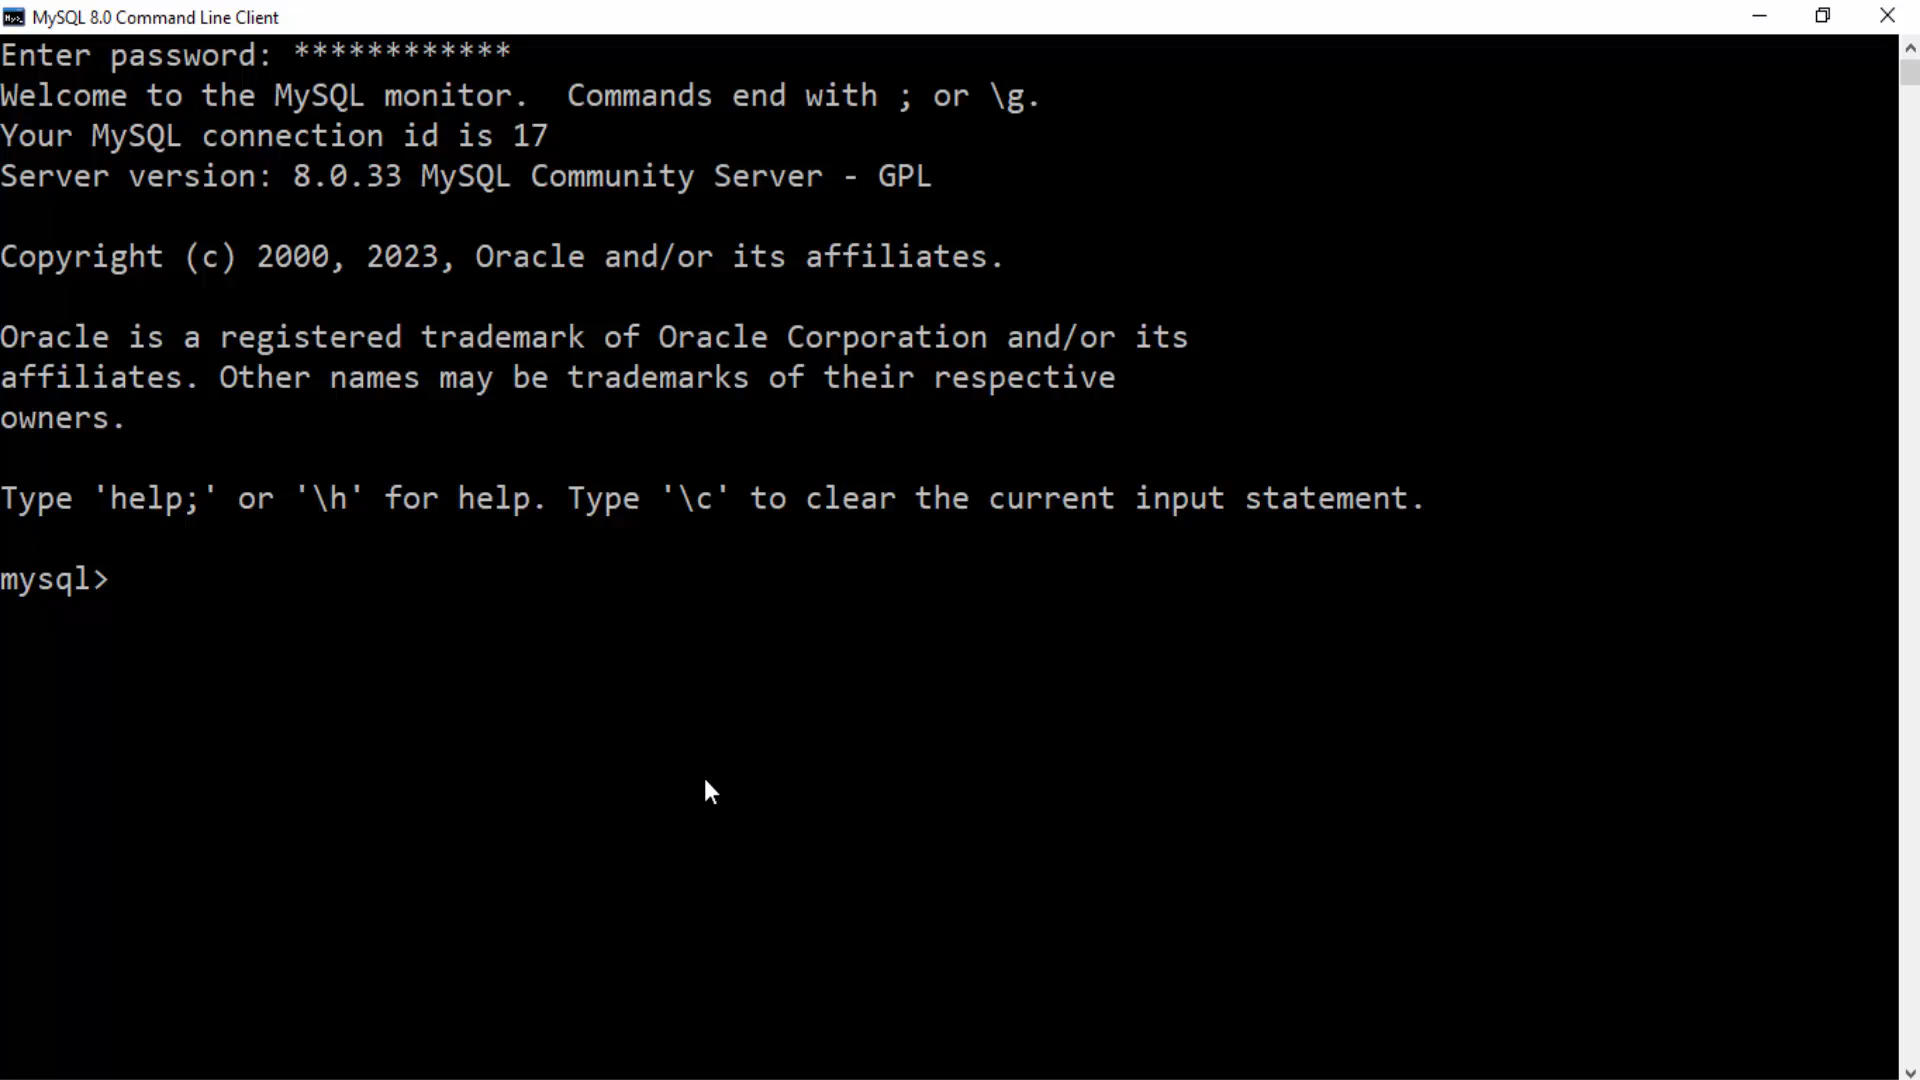 MySQL 8.0 Command Line Client
Enter password: ************
Welcome to the MySQL monitor.  Commands end with ; or \g.
Your MySQL connection id is 17
Server version: 8.0.33 MySQL Community Server - GPL
Copyright (c) 2000, 2023, Oracle and/or its affiliates.
Oracle is a registered trademark of Oracle Corporation and/or its
affiliates. Other names may be trademarks of their respective
owners.
Type 'help;' or '\h' for help. Type '\c' to clear the current input statement.
mysql>